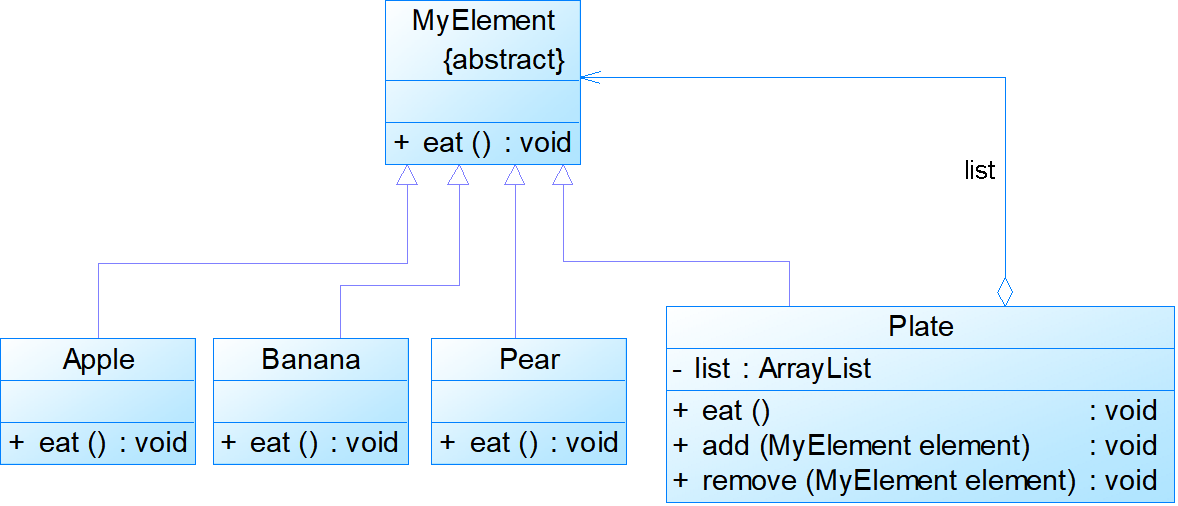 MyElement
{abstract}
+ eat () : void
list
Apple
+ eat () : void
Banana
+ eat () : void
Pear
+ eat () : void
Plate
- list : ArrayList
+ eat () : void
+ add (MyElement element) : void
+ remove (MyElement element) : void